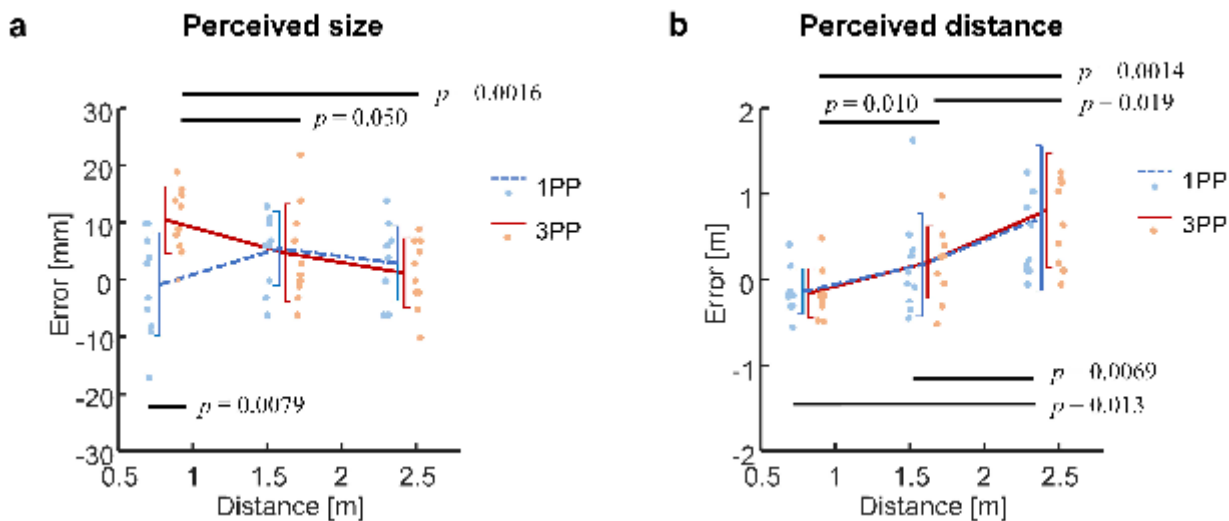 a
Perceived size
p – 0.0016
p = 0.050
30
20
10
0
-10
-20
-30
Error [mm]
1PP
3PP
p = 0.0079
0.5
1
1.5
2
2.5
Distance [m]
b
Perceived distance
p – 0.0014
p – 0.019
p = 0.010
2
1
0
-1
-2
Error [m]
1PP
3PP
p – 0.0069
p – 0.013
0.5
1
1.5
2
2.5
Distance [m]